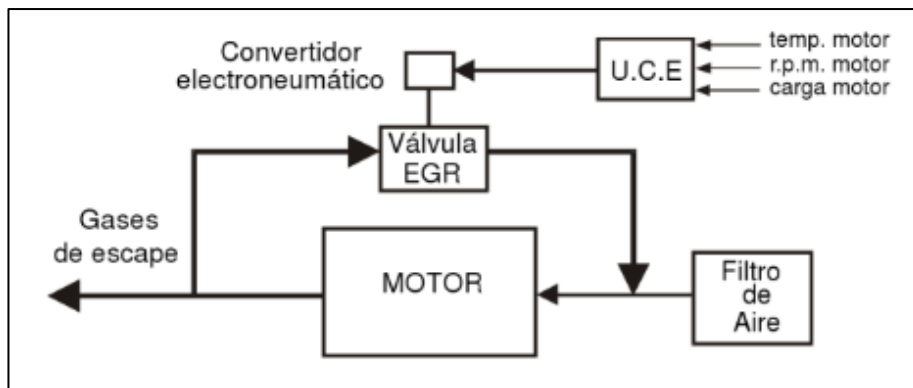 Convertidor
electroneumático
U.C.E
temp. motor
r.p.m. motor
carga motor
Válvula
EGR
Gases
de escape
MOTOR
Filtro
de
Aire